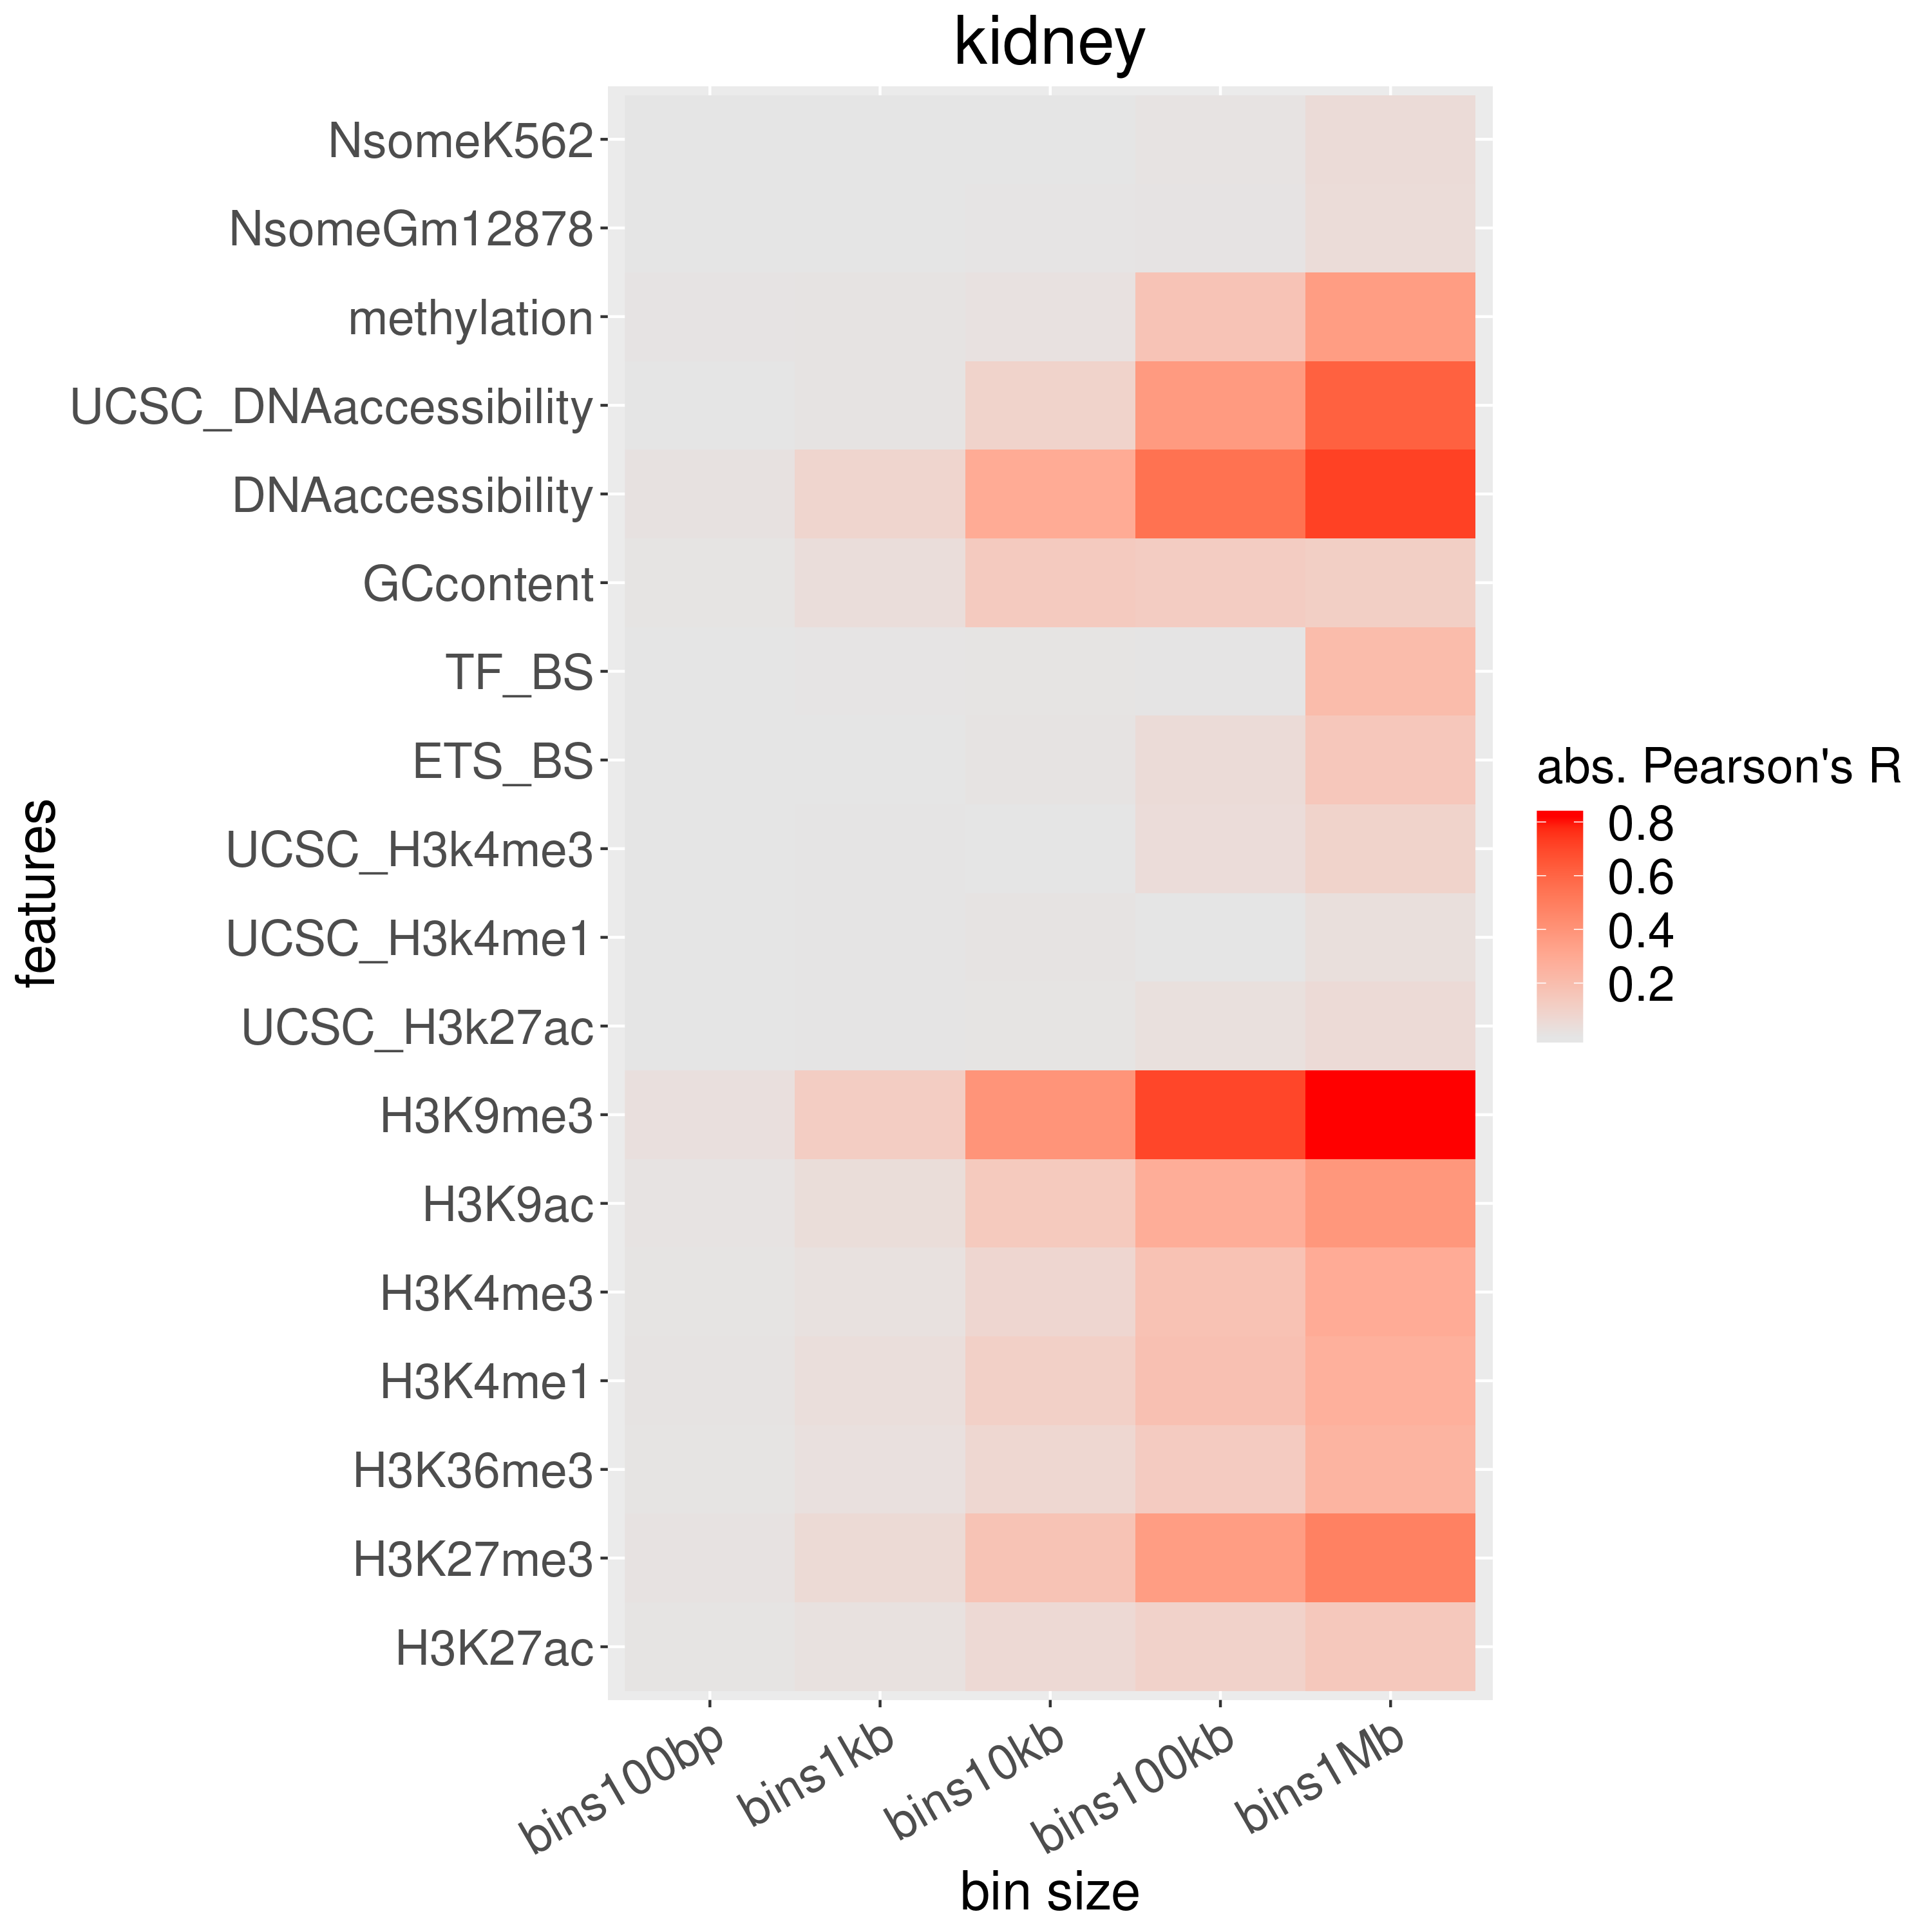 kidney
NsomeK562
NsomeGm12878
methylation
UCSC_DNAaccessibility
DNAaccessibility
GCcontent
TF_BS
ETS_BS
UCSC_H3k4me3
UCSC_H3k4me1
UCSC_H3k27ac
H3K9me3
H3K9ac
H3K4me3
H3K4me1
H3K36me3
H3K27me3
H3K27ac
features
bins100bp
bins1kb
bins10kb
bins100kb
bins1Mb
bin size
abs. Pearson's R
0.8
0.6
0.4
0.2